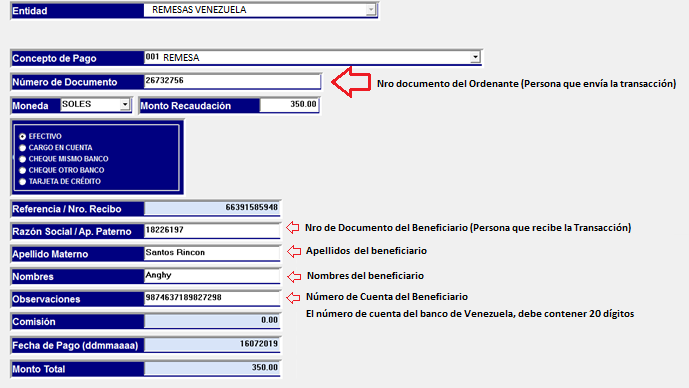 Entidad REMESAS VENEZUELA
Concepto de Pago 001 REMESA
Número de Documento 26732756 Nro documento del Ordenante (Persona que envía la transacción)
Moneda SOLES Monto Recaudación 350.00
EFECTIVO
CARGO EN CUENTA
CHEQUE MISMO BANCO
CHEQUE OTRO BANCO
TARJETA DE CRÉDITO
Referencia / Nro. Recibo 66391585948
Razón Social / Ap. Paterno 18226197 Nro de Documento del Beneficiario (Persona que recibe la Transacción)
Apellido Materno Santos Rincon Apellidos del beneficiario
Nombres Anghy Nombres del beneficiario
Observaciones 9874637189827298 Número de Cuenta del Beneficiario
El número de cuenta del banco de Venezuela, debe contener 20 dígitos
Comisión 0.00
Fecha de Pago (ddmmaaaa) 16072019
Monto Total 350.00